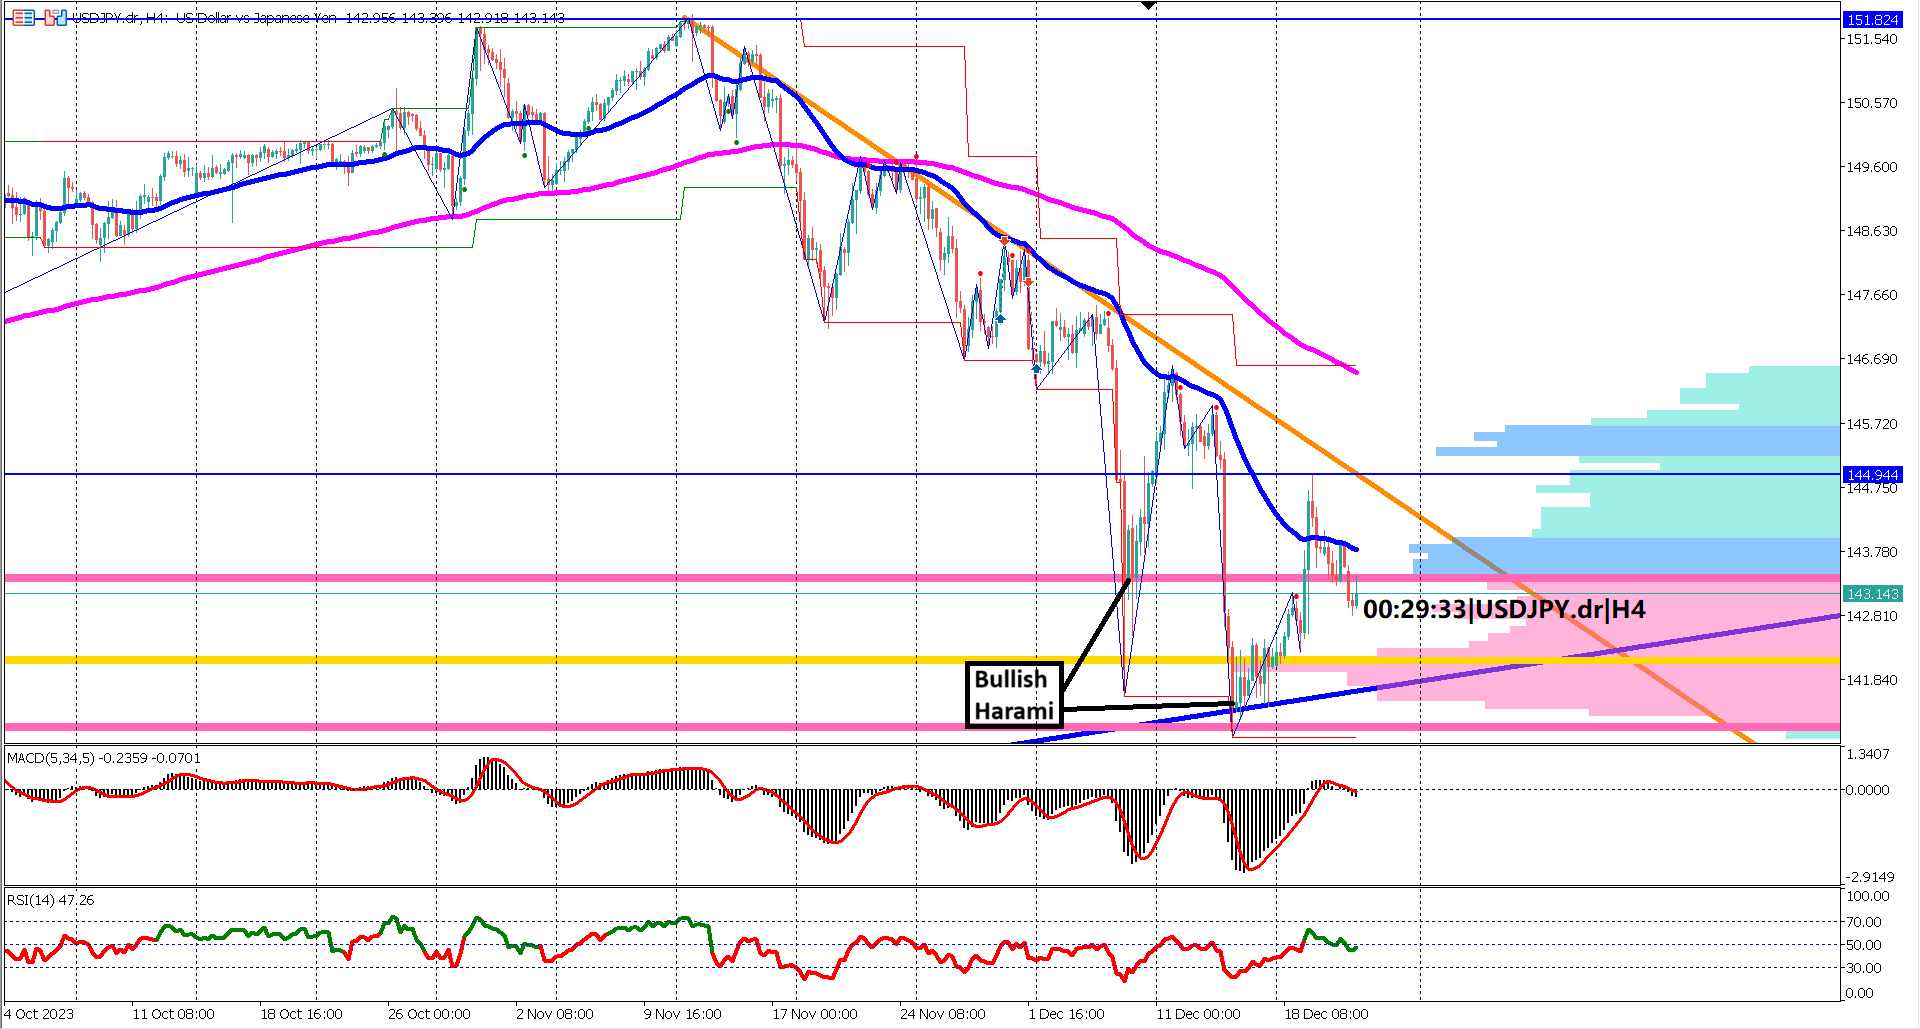 USDJPY.dr, H4: US Dollar vs Japanese Yen 142.956 143.396 142.918 143.143
151.824
151.540
150.570
149.600
148.630
147.660
146.690
145.720
144.944
144.750
143.780
143.143
142.810
141.840
00:29:33|USDJPY.dr|H4
Bullish
Harami
MACD(5,34,5) -0.2359 -0.0701
1.3407
0.0000
-2.9149
RSI(14) 47.26
100.00
70.00
50.00
30.00
0.00
4 Oct 2023
11 Oct 08:00
18 Oct 16:00
26 Oct 00:00
2 Nov 08:00
9 Nov 16:00
17 Nov 00:00
24 Nov 08:00
1 Dec 16:00
11 Dec 00:00
18 Dec 08:00